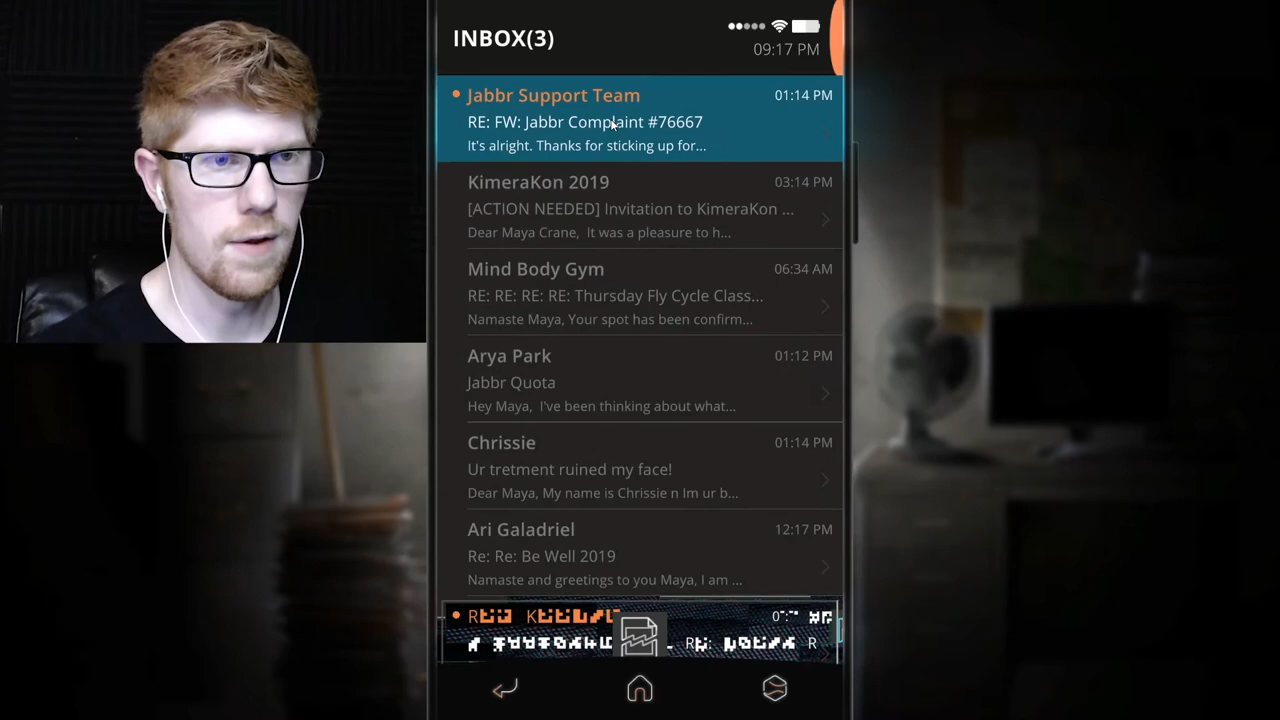 INBOX(3)
09:17 PM
Jabbr Support Team 01:14 PM
RE: FW: Jabbr Complaint #76667
It's alright. Thanks for sticking up for...
KimeraKon 2019 03:14 PM
[ACTION NEEDED] Invitation to KimeraKon ...
Dear Maya Crane, It was a pleasure to h...
Mind Body Gym 06:34 AM
RE: RE: RE: RE: Thursday Fly Cycle Class...
Namaste Maya, Your spot has been confirm...
Arya Park 01:12 PM
Jabbr Quota
Hey Maya, I've been thinking about what...
Chrissie 01:14 PM
Ur tretment ruined my face!
Dear Maya, My name is Chrissie n Im ur b...
Ari Galadriel 12:17 PM
Re: Re: Be Well 2019
Namaste and greetings to you Maya, I am ...